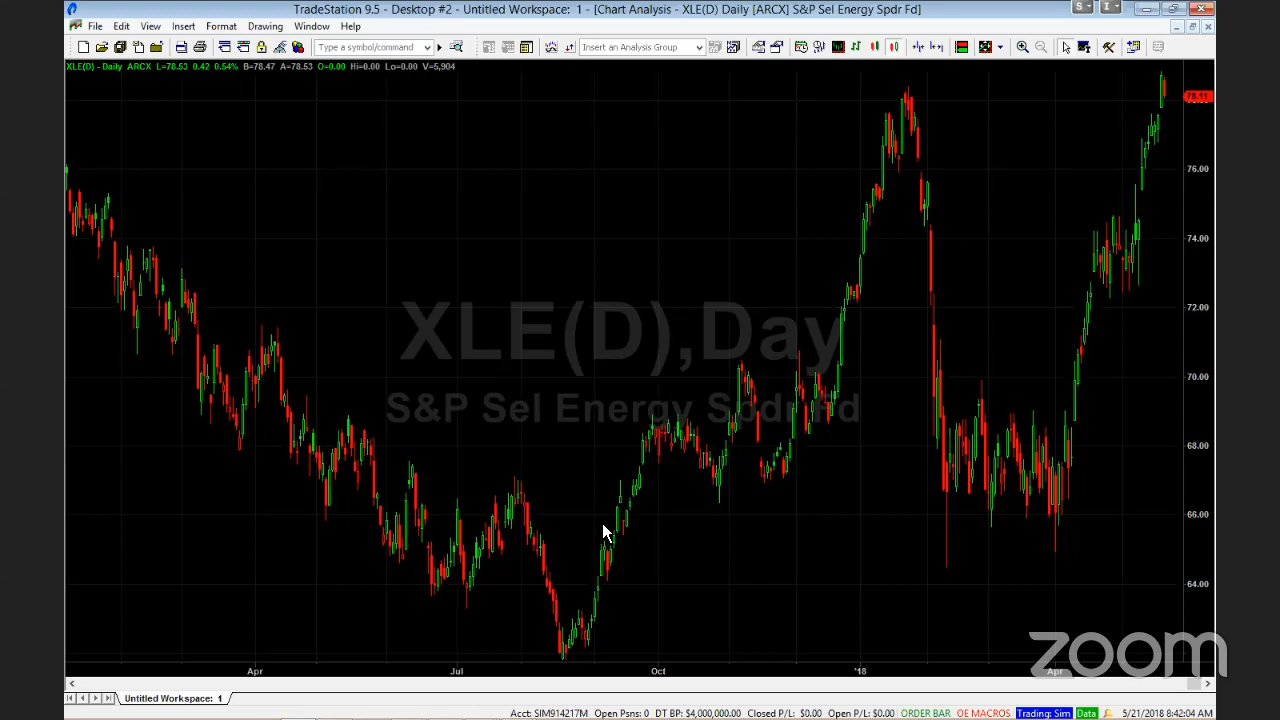 TradeStation 9.5 - Desktop #2 - Untitled Workspace: 1 - [Chart Analysis - XLE(D) Daily [ARCX] S&P Sel Energy Spdr Fd]
File Edit View Insert Format Drawing Window Help
Type a symbol/command
Insert an Analysis Group
XLE(D) - Daily ARCX L=78.53 0.42 0.54% B=78.47 A=78.53 O=0.00 Hi=0.00 Lo=0.00 V=5,904
78.11
76.00
74.00
72.00
XLE(D),Day
70.00
S&P Sel Energy Spdr Fd
68.00
66.00
64.00
Apr Jul Oct '18 Apr
zoom
Untitled Workspace: 1
Acct: SIM914217M Open Psns: 0 DT BP: $4,000,000.00 Closed P/L: $0.00 Open P/L: $0.00 ORDER BAR OE MACROS Trading: Sim Data 5/21/2018 8:42:04 AM